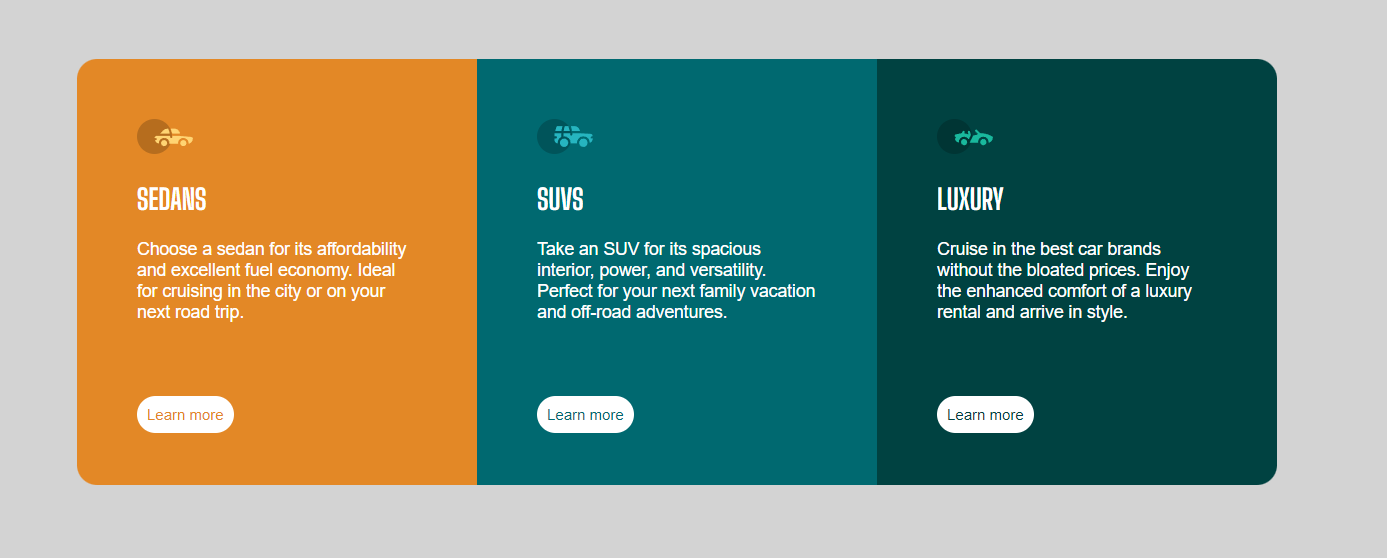 SEDANS
Choose a sedan for its affordability
and excellent fuel economy. Ideal
for cruising in the city or on your
next road trip.
Learn more
SUVS
Take an SUV for its spacious
interior, power, and versatility.
Perfect for your next family vacation
and off-road adventures.
Learn more
LUXURY
Cruise in the best car brands
without the bloated prices. Enjoy
the enhanced comfort of a luxury
rental and arrive in style.
Learn more